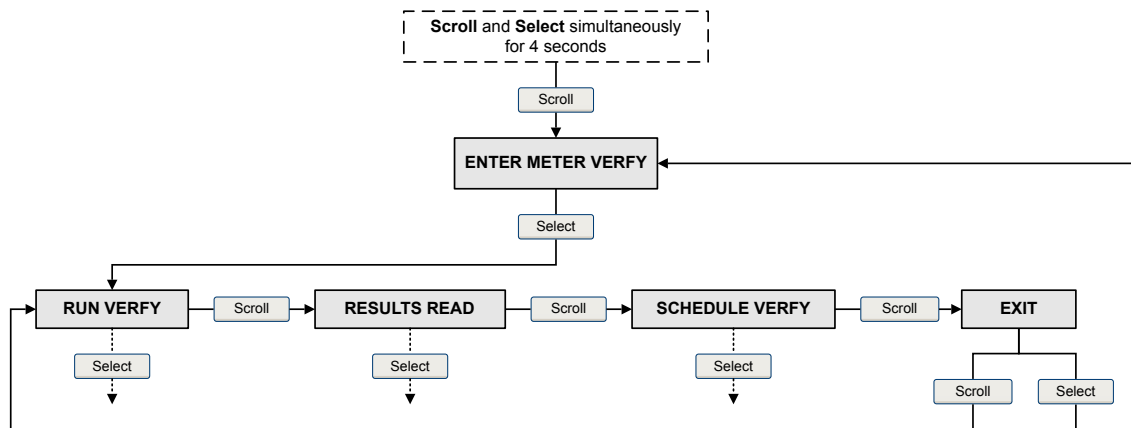 Scroll and Select simultaneously
for 4 seconds
Scroll
ENTER METER VERFY
Select
RUN VERFY
Scroll
RESULTS READ
Scroll
SCHEDULE VERFY
Scroll
EXIT
Select
Select
Select
Scroll
Select